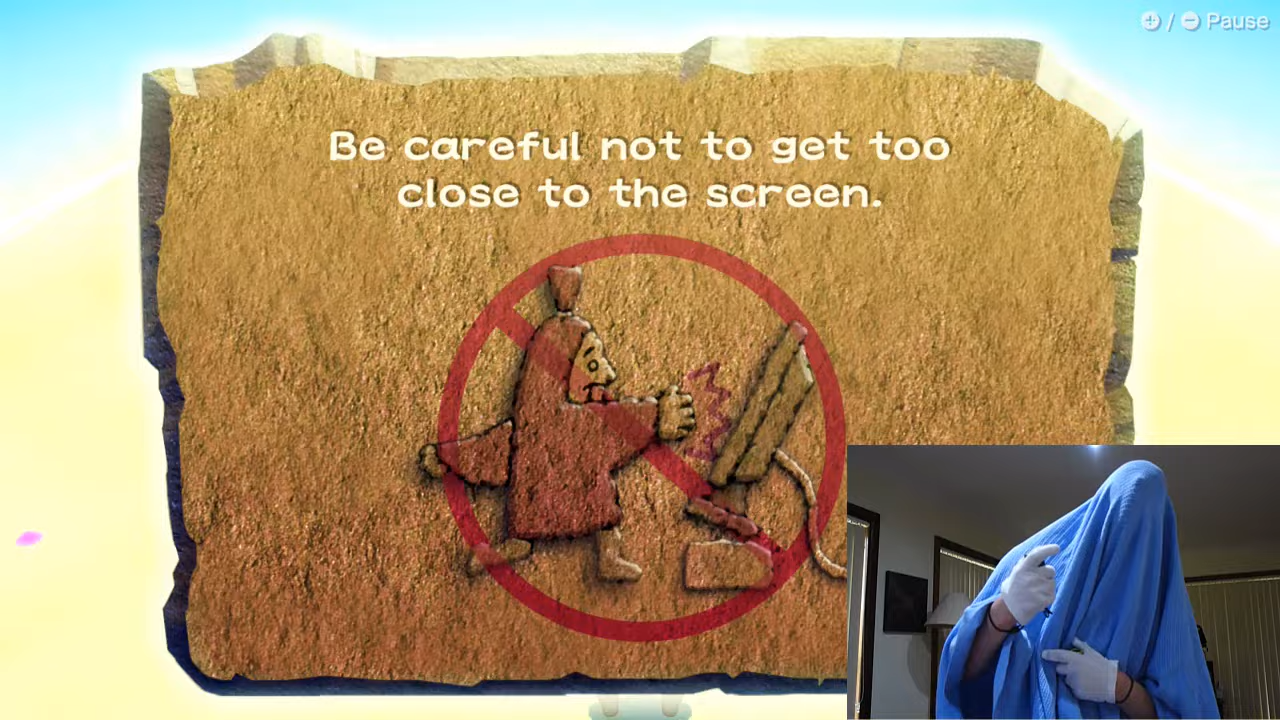 ⊕ / ⊖ Pause
Be careful not to get too
close to the screen.